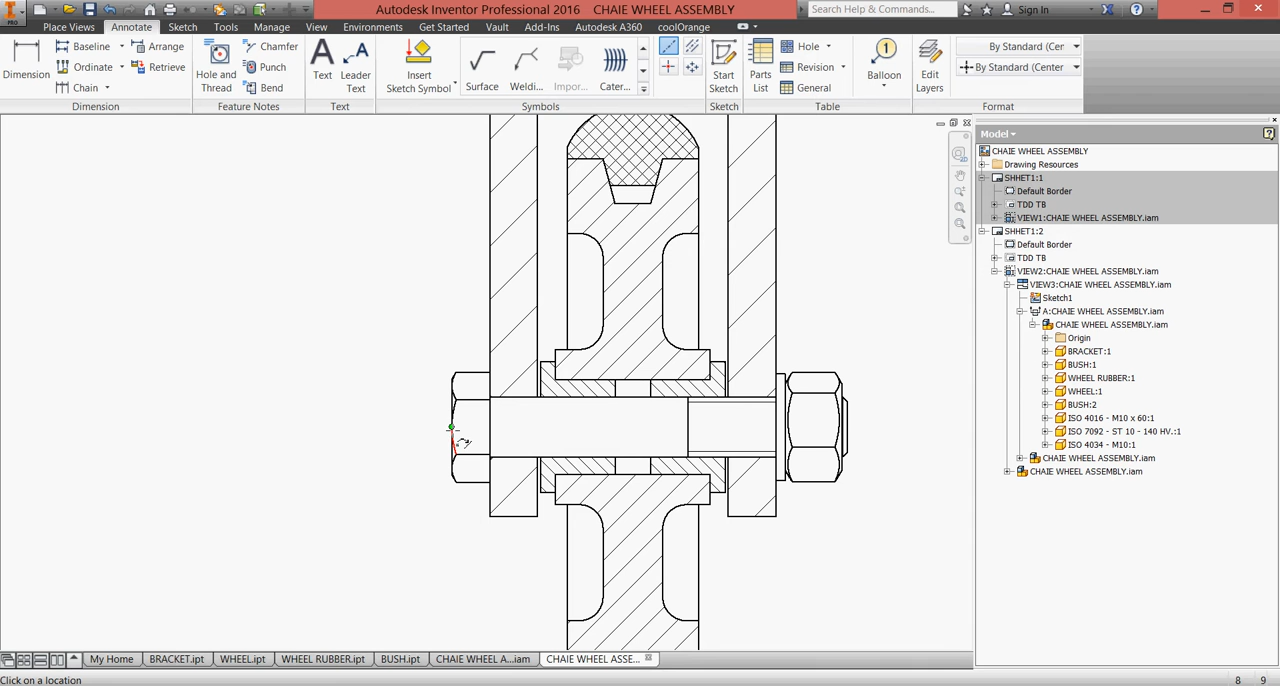 Autodesk Inventor Professional 2016 CHAIE WHEEL ASSEMBLY
Search Help & Commands...
Sign In
PRO
Place Views
Annotate
Sketch
Tools
Manage
View
Environments
Get Started
Vault
Add-Ins
Autodesk A360
coolOrange
Dimension
Baseline
Arrange
Ordinate
Retrieve
Chain
Dimension
Hole and Thread
Chamfer
Punch
Bend
Feature Notes
Text
Leader Text
Text
Insert Sketch Symbol
Surface
Weldi...
Impor...
Cater...
Symbols
Start Sketch
Sketch
Parts List
Hole
Revision
General
Table
Balloon
Edit Layers
By Standard (Cer
By Standard (Center
Format
Model
CHAIE WHEEL ASSEMBLY
Drawing Resources
SHHET1:1
Default Border
TDD TB
VIEW1:CHAIE WHEEL ASSEMBLY.iam
SHHET1:2
Default Border
TDD TB
VIEW2:CHAIE WHEEL ASSEMBLY.iam
VIEW3:CHAIE WHEEL ASSEMBLY.iam
Sketch1
A:CHAIE WHEEL ASSEMBLY.iam
CHAIE WHEEL ASSEMBLY.iam
Origin
BRACKET:1
BUSH:1
WHEEL RUBBER:1
WHEEL:1
BUSH:2
ISO 4016 - M10 x 60:1
ISO 7092 - ST 10 - 140 HV.:1
ISO 4034 - M10:1
CHAIE WHEEL ASSEMBLY.iam
CHAIE WHEEL ASSEMBLY.iam
My Home
BRACKET.ipt
WHEEL.ipt
WHEEL RUBBER.ipt
BUSH.ipt
CHAIE WHEEL A...iam
CHAIE WHEEL ASSE...
Click on a location
8 9